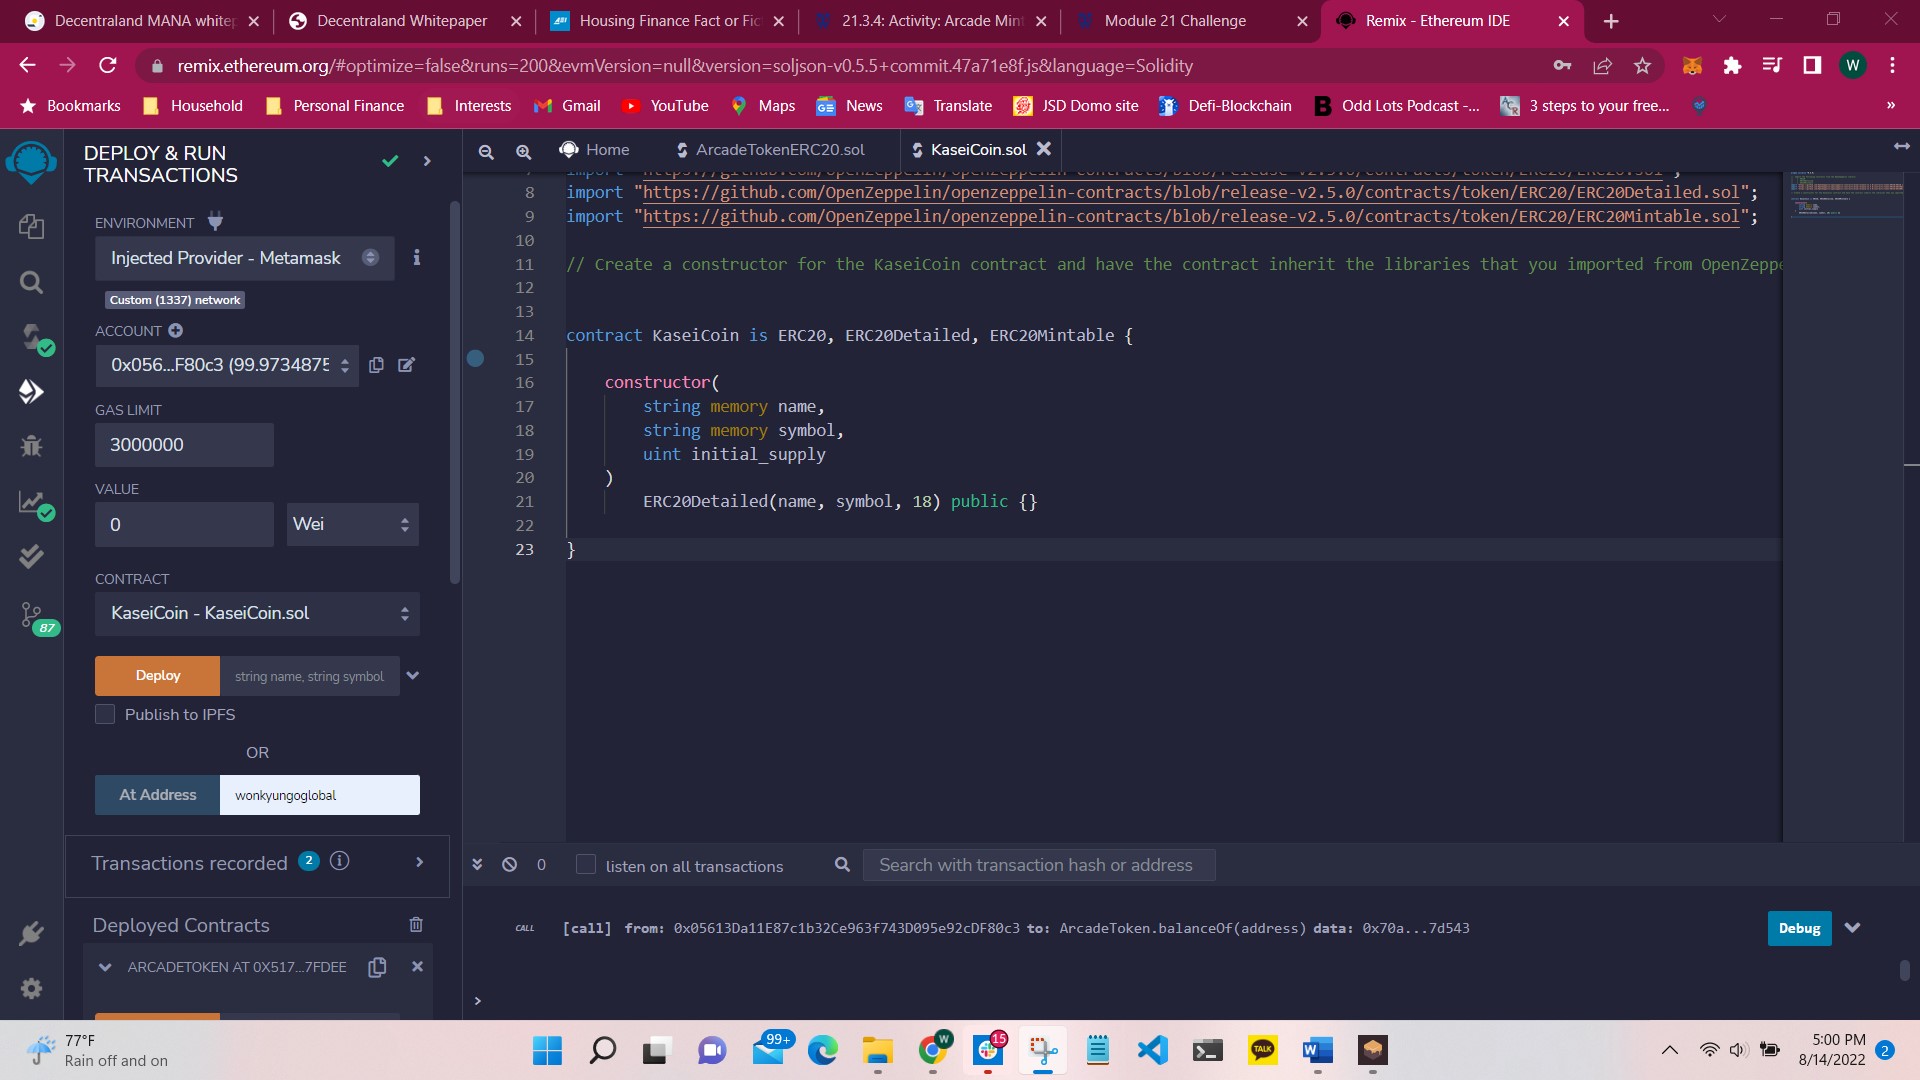 Decentraland MANA whitep
Decentraland Whitepaper
Housing Finance Fact or Fic
21.3.4: Activity: Arcade Min
Module 21 Challenge
Remix - Ethereum IDE
remix.ethereum.org/#optimize=false&runs=200&evmVersion=null&version=soljson-v0.5.5+commit.47a71e8f.js&language=Solidity
W
Bookmarks
Household
Personal Finance
Interests
Gmail
YouTube
Maps
News
Translate
JSD Domo site
Defi-Blockchain
Odd Lots Podcast -...
3 steps to your free...
»
DEPLOY & RUN
TRANSACTIONS
ENVIRONMENT
Injected Provider - Metamask
Custom (1337) network
ACCOUNT
0x056...F80c3 (99.9734875
GAS LIMIT
3000000
VALUE
0
Wei
CONTRACT
KaseiCoin - KaseiCoin.sol
Deploy
string name, string symbol
Publish to IPFS
OR
At Address
wonkyungoglobal
Transactions recorded 2
Deployed Contracts
ARCADETOKEN AT 0X517...7FDEE
87
Home
ArcadeTokenERC20.sol
KaseiCoin.sol
8 import "https://github.com/OpenZeppelin/openzeppelin-contracts/blob/release-v2.5.0/contracts/token/ERC20/ERC20Detailed.sol";
9 import "https://github.com/OpenZeppelin/openzeppelin-contracts/blob/release-v2.5.0/contracts/token/ERC20/ERC20Mintable.sol";
10
11 // Create a constructor for the KaseiCoin contract and have the contract inherit the libraries that you imported from OpenZeppe
12
13
14 contract KaseiCoin is ERC20, ERC20Detailed, ERC20Mintable {
15
16 constructor(
17 string memory name,
18 string memory symbol,
19 uint initial_supply
20 )
21 ERC20Detailed(name, symbol, 18) public {}
22
23 }
0
listen on all transactions
Search with transaction hash or address
CALL [call] from: 0x05613Da11E87c1b32Ce963f743D095e92cDF80c3 to: ArcadeToken.balanceOf(address) data: 0x70a...7d543
Debug
>
77°F
Rain off and on
99+
W
15
TALK
5:00 PM
8/14/2022
2